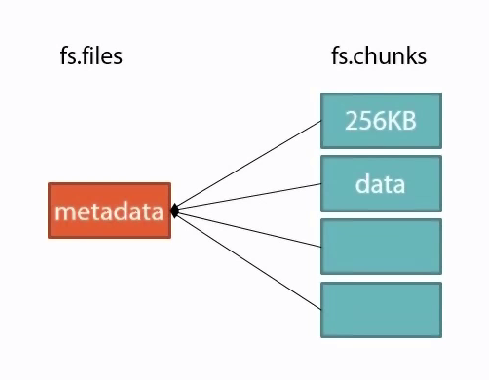 fs.files
fs.chunks
256KB
data
metadata